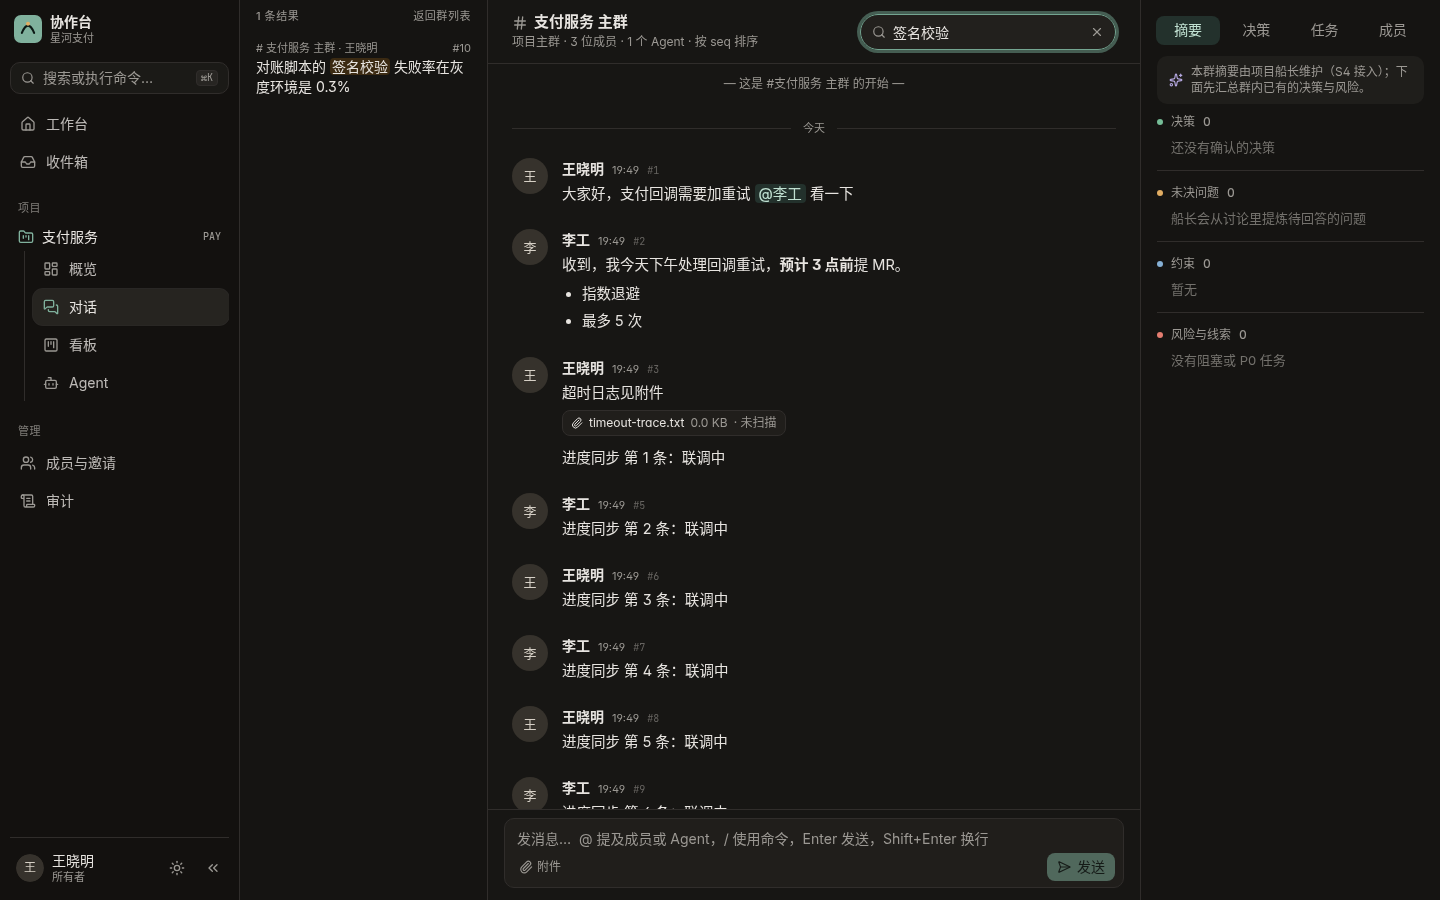 协作台
星河支付
搜索或执行命令... ⌘K
工作台
收件箱
项目
支付服务 PAY
概览
对话
看板
Agent
管理
成员与邀请
审计
王
王晓明
所有者
1 条结果 返回群列表
# 支付服务 主群 · 王晓明 #10
对账脚本的 签名校验 失败率在灰
度环境是 0.3%
# 支付服务 主群
项目主群 · 3 位成员 · 1 个 Agent · 按 seq 排序
签名校验
— 这是 #支付服务 主群 的开始 —
今天
王
王晓明 19:49 #1
大家好，支付回调需要加重试 @李工 看一下
李
李工 19:49 #2
收到，我今天下午处理回调重试，预计 3 点前提 MR。
• 指数退避
• 最多 5 次
王
王晓明 19:49 #3
超时日志见附件
timeout-trace.txt 0.0 KB · 未扫描
进度同步 第 1 条：联调中
李
李工 19:49 #5
进度同步 第 2 条：联调中
王
王晓明 19:49 #6
进度同步 第 3 条：联调中
李
李工 19:49 #7
进度同步 第 4 条：联调中
王
王晓明 19:49 #8
进度同步 第 5 条：联调中
李
李工 19:49 #9
发消息... @ 提及成员或 Agent，/ 使用命令，Enter 发送，Shift+Enter 换行
附件
发送
摘要 决策 任务 成员
本群摘要由项目船长维护（S4 接入）；下
面先汇总群内已有的决策与风险。
决策 0
还没有确认的决策
未决问题 0
船长会从讨论里提炼待回答的问题
约束 0
暂无
风险与线索 0
没有阻塞或 P0 任务